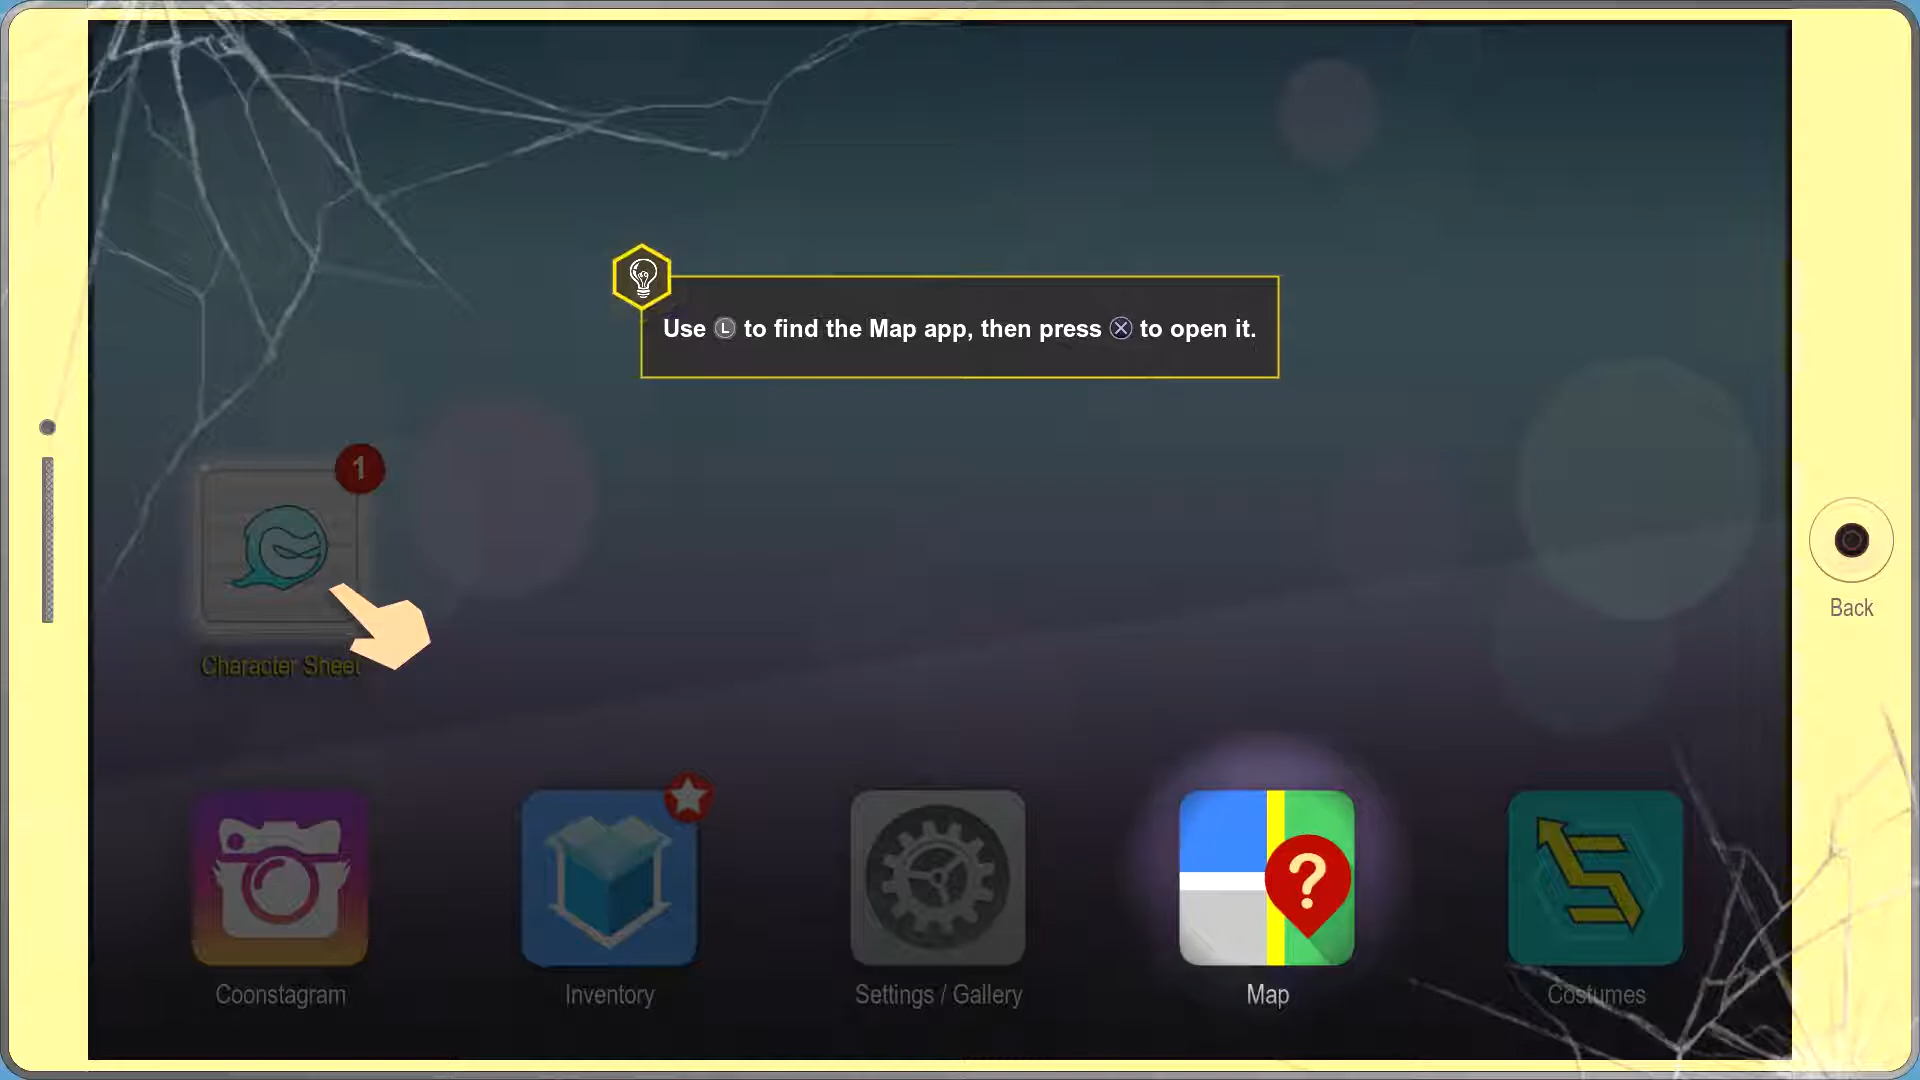 Use Ⓛ to find the Map app, then press Ⓧ to open it.
1
Character Sheet
Back
?
Coonstagram
Inventory
Settings / Gallery
Map
Costumes